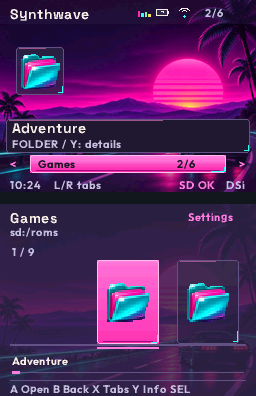 Synthwave 2/6
Adventure
FOLDER / Y: details
< Games 2/6 >
10:24 L/R tabs SD OK DSi
Games Settings
sd:/roms
1 / 9
Adventure
A Open B Back X Tabs Y Info SEL